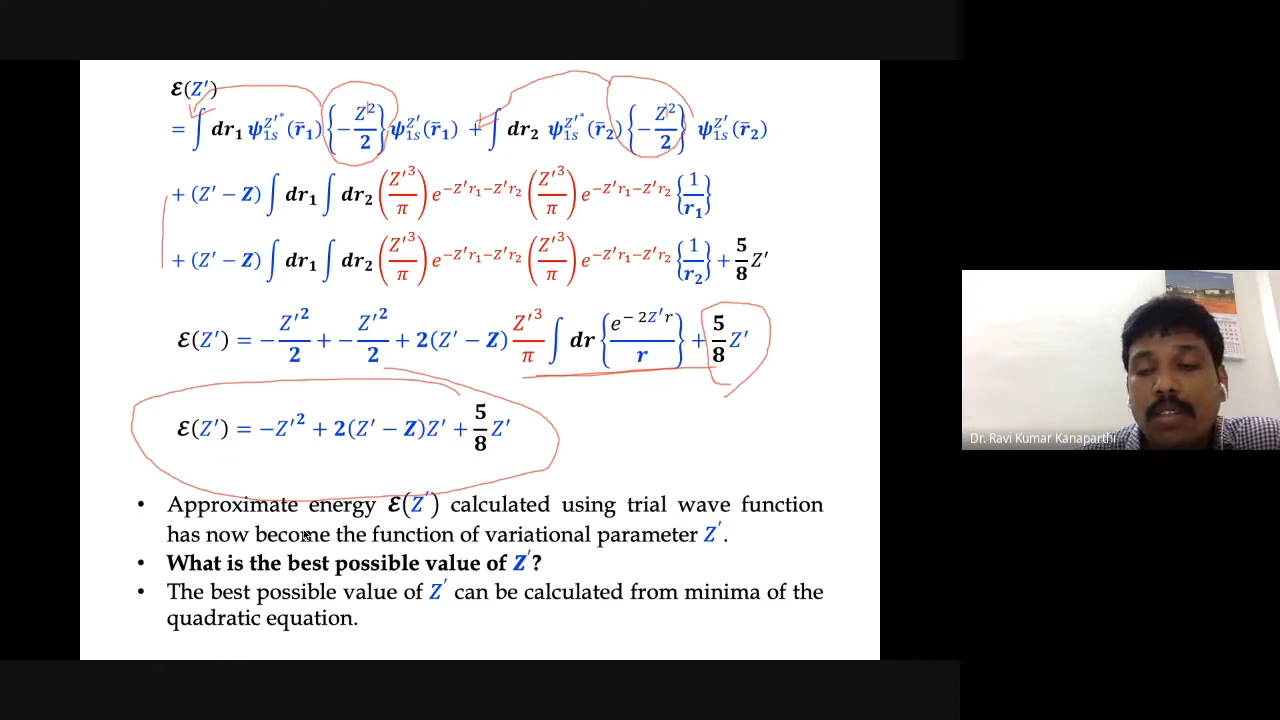 ℰ(Z′)
= ∫ dr₁ ψ₁ₛ^{Z′*}(r̄₁) {−Z²/2} ψ₁ₛ^{Z′}(r̄₁) + ∫ dr₂ ψ₁ₛ^{Z′*}(r̄₂) {−Z²/2} ψ₁ₛ^{Z′}(r̄₂)
+ (Z′ − Z) ∫ dr₁ ∫ dr₂ (Z′³/π) e^{−Z′r₁−Z′r₂} (Z′³/π) e^{−Z′r₁−Z′r₂} {1/r₁}
+ (Z′ − Z) ∫ dr₁ ∫ dr₂ (Z′³/π) e^{−Z′r₁−Z′r₂} (Z′³/π) e^{−Z′r₁−Z′r₂} {1/r₂} + 5/8 Z′
ℰ(Z′) = −Z′²/2 + −Z′²/2 + 2(Z′ − Z) Z′³/π ∫ dr {e^{−2Z′r}/r} + 5/8 Z′
ℰ(Z′) = −Z′² + 2(Z′ − Z)Z′ + 5/8 Z′
• Approximate energy ℰ(Z′) calculated using trial wave function
has now become the function of variational parameter Z′.
• What is the best possible value of Z′?
• The best possible value of Z′ can be calculated from minima of the
quadratic equation.
Dr. Ravi Kumar Kanaparthi